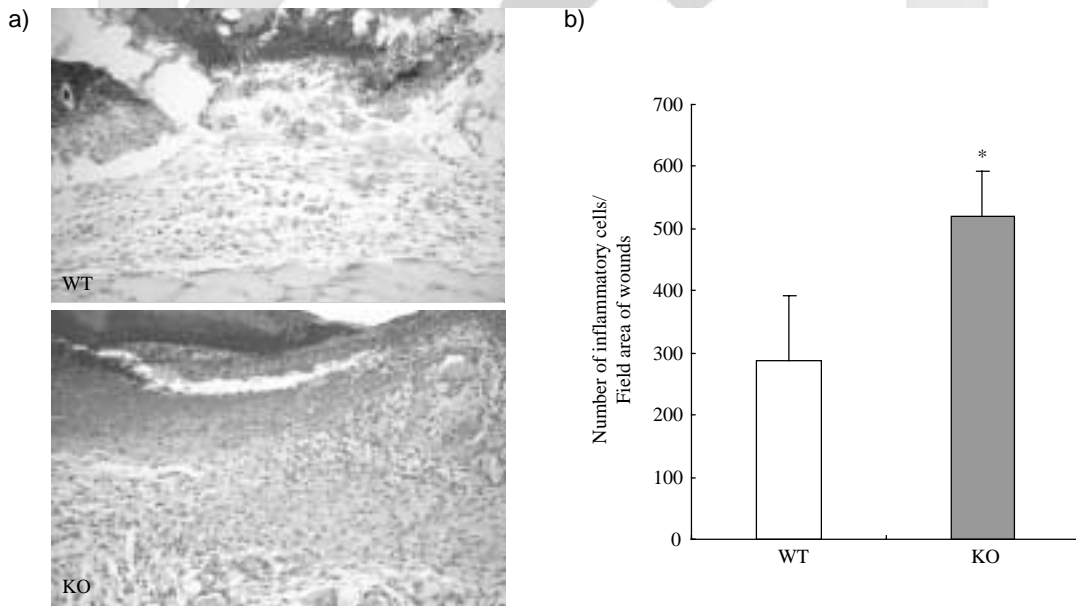 a)
WT
KO
b)
Number of inflammatory cells/
Field area of wounds
700
600
500
400
300
200
100
0
*
WT
KO